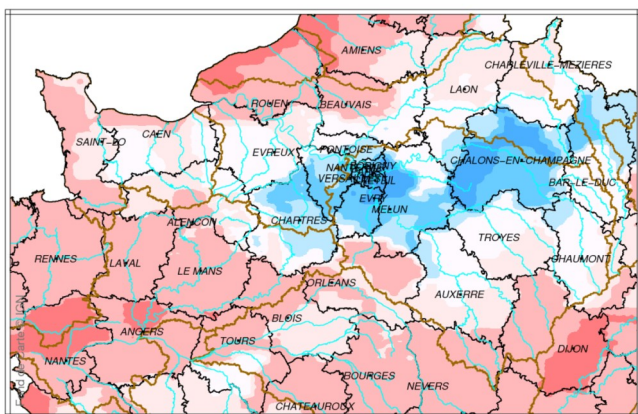 AMIENS
CHARLEVILLE-MEZIERES
LAON
ROUEN
BEAUVAIS
SAINT-LO
CAEN
EVREUX
PONTOISE
CHALONS-EN-CHAMPAGNE
BAR-LE-DUC
EVRY
MELUN
ALENCON
CHARTRES
TROYES
CHAUMONT
RENNES
LAVAL
LE MANS
ORLEANS
AUXERRE
BLOIS
ANGERS
TOURS
DIJON
NANTES
BOURGES
NEVERS
CHATEAUROUX